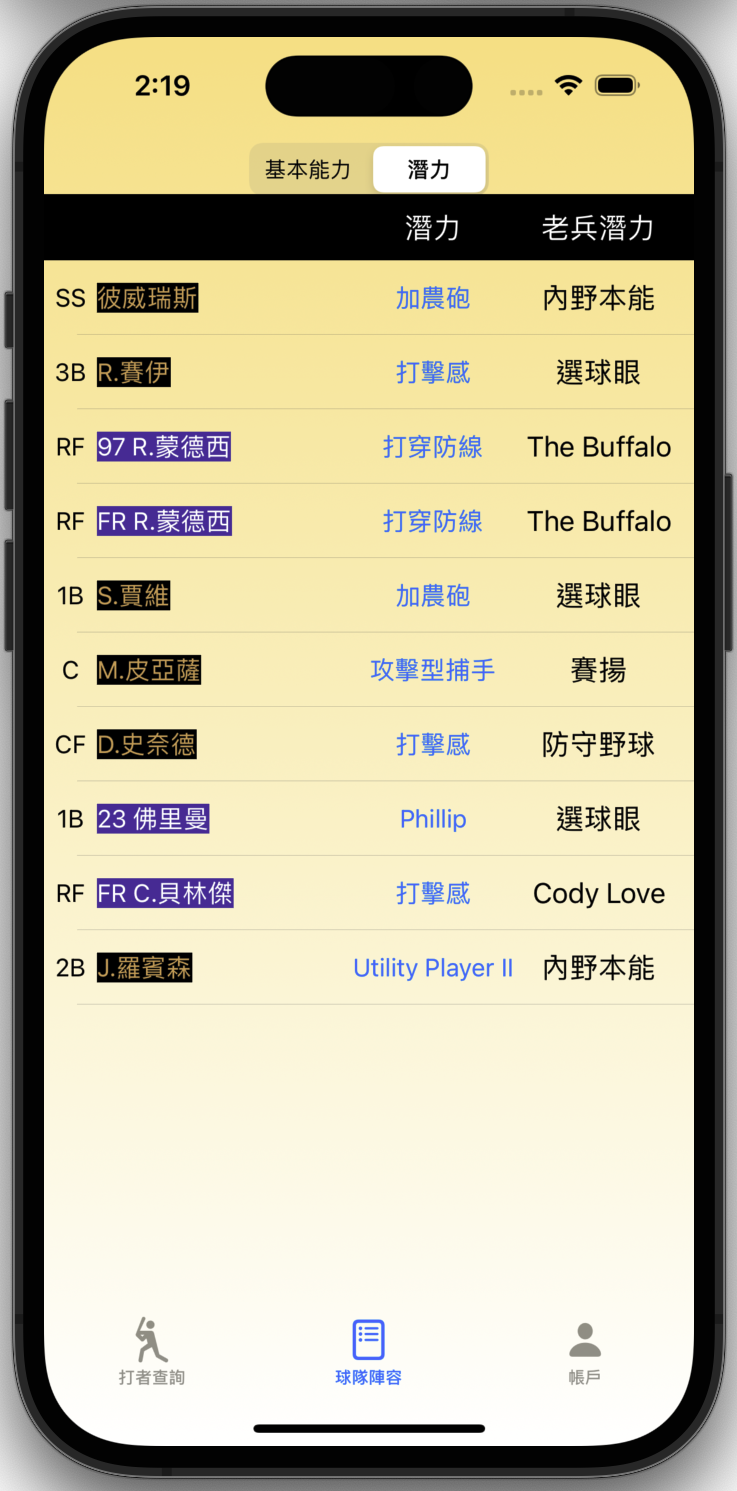 2:19
基本能力 潛力
潛力 老兵潛力
SS 彼威瑞斯 加農砲 內野本能
3B R.賽伊 打擊感 選球眼
RF 97 R.蒙德西 打穿防線 The Buffalo
RF FR R.蒙德西 打穿防線 The Buffalo
1B S.賈維 加農砲 選球眼
C M.皮亞薩 攻擊型捕手 賽揚
CF D.史奈德 打擊感 防守野球
1B 23 佛里曼 Phillip 選球眼
RF FR C.貝林傑 打擊感 Cody Love
2B J.羅賓森 Utility Player II 內野本能
打者查詢 球隊陣容 帳戶